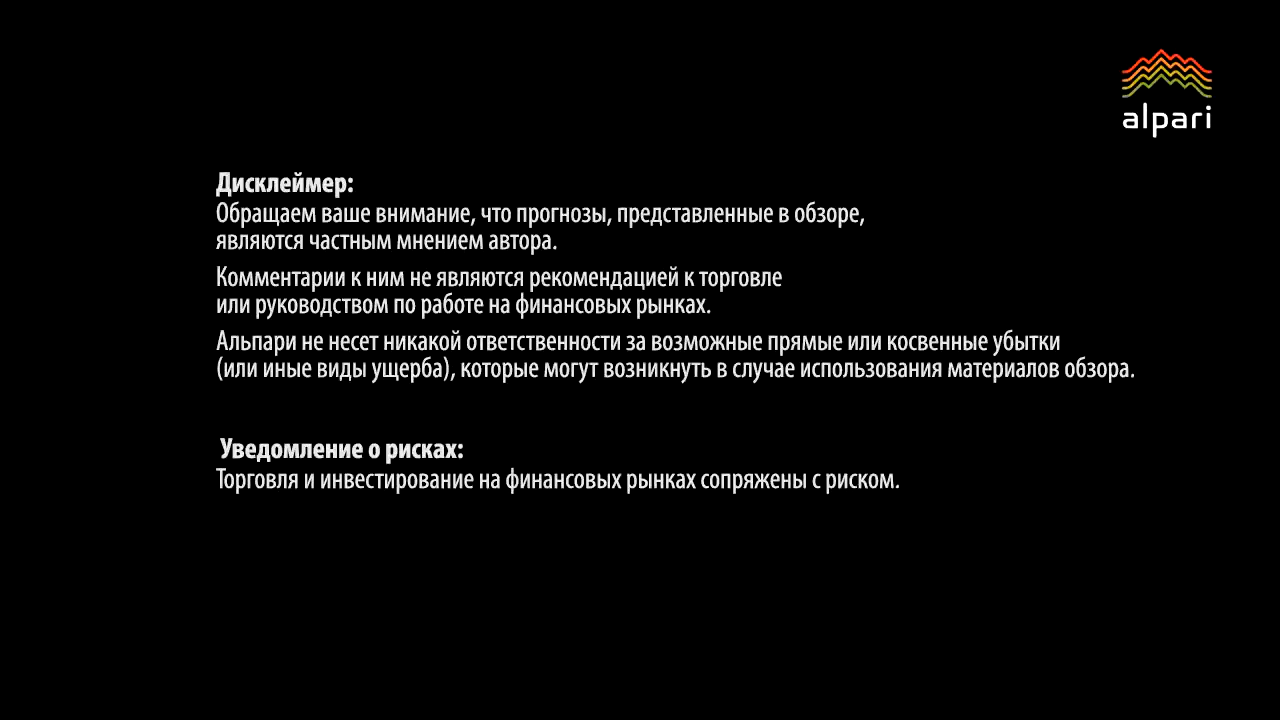 alpari
Дисклеймер:
Обращаем ваше внимание, что прогнозы, представленные в обзоре,
являются частным мнением автора.
Комментарии к ним не являются рекомендацией к торговле
или руководством по работе на финансовых рынках.
Альпари не несет никакой ответственности за возможные прямые или косвенные убытки
(или иные виды ущерба), которые могут возникнуть в случае использования материалов обзора.
Уведомление о рисках:
Торговля и инвестирование на финансовых рынках сопряжены с риском.